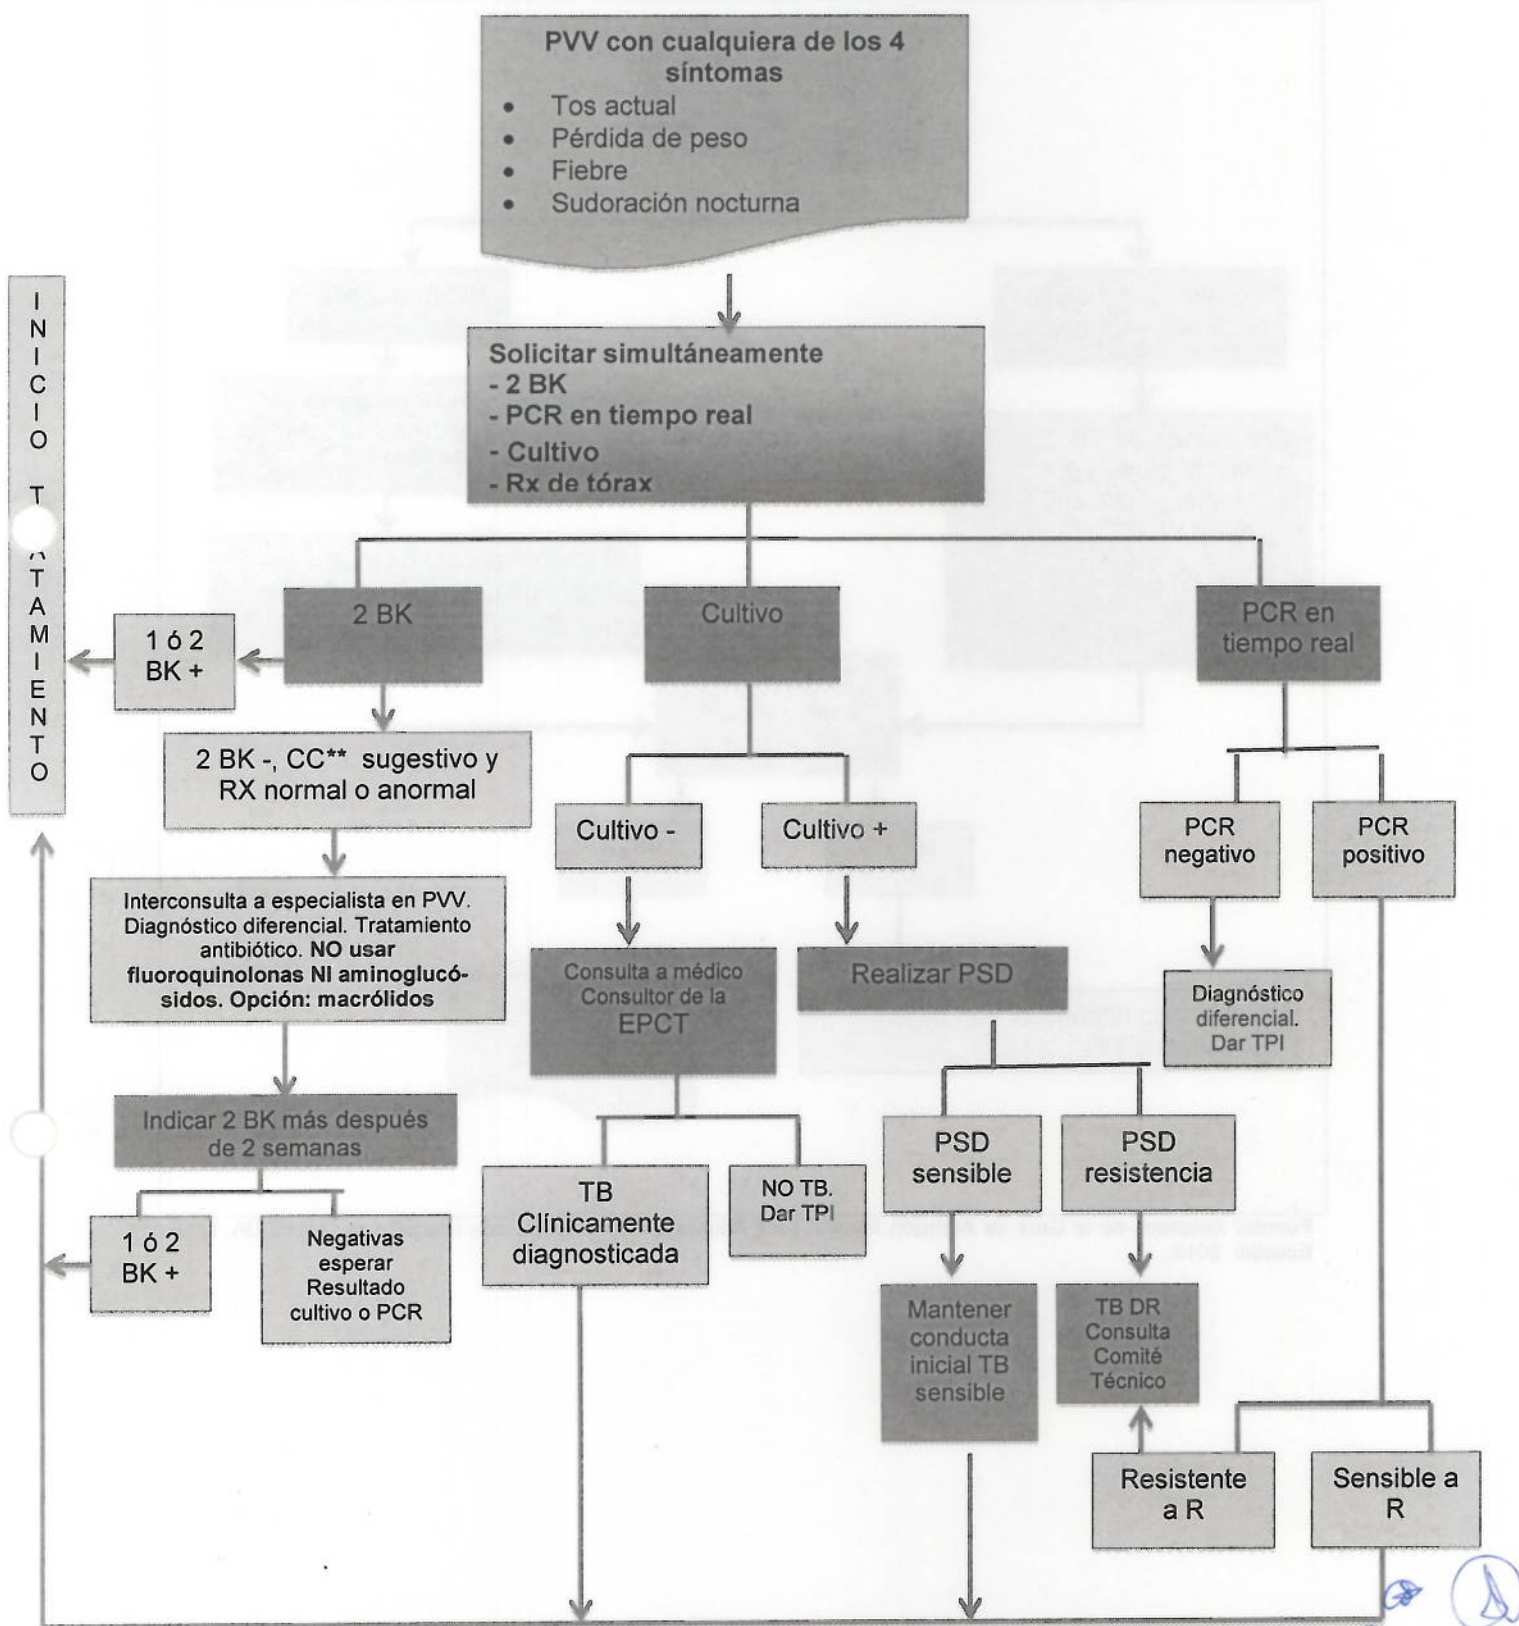 PVV con cualquiera de los 4
síntomas
• Tos actual
• Pérdida de peso
• Fiebre
• Sudoración nocturna
Solicitar simultáneamente
- 2 BK
- PCR en tiempo real
- Cultivo
- Rx de tórax
I
N
I
C
I
O
T
A
T
A
M
I
E
N
T
O
2 BK
Cultivo
PCR en
tiempo real
1 ó 2
BK +
2 BK -, CC** sugestivo y
RX normal o anormal
Cultivo -
Cultivo +
PCR
negativo
PCR
positivo
Interconsulta a especialista en PVV.
Diagnóstico diferencial. Tratamiento
antibiótico. NO usar
fluoroquinolonas NI aminoglucó-
sidos. Opción: macrólidos
Consulta a médico
Consultor de la
EPCT
Realizar PSD
Diagnóstico
diferencial.
Dar TPI
Indicar 2 BK más después
de 2 semanas
TB
Clínicamente
diagnosticada
NO TB.
Dar TPI
PSD
sensible
PSD
resistencia
1 ó 2
BK +
Negativas
esperar
Resultado
cultivo o PCR
Mantener
conducta
inicial TB
sensible
TB DR
Consulta
Comité
Técnico
Resistente
a R
Sensible a
R